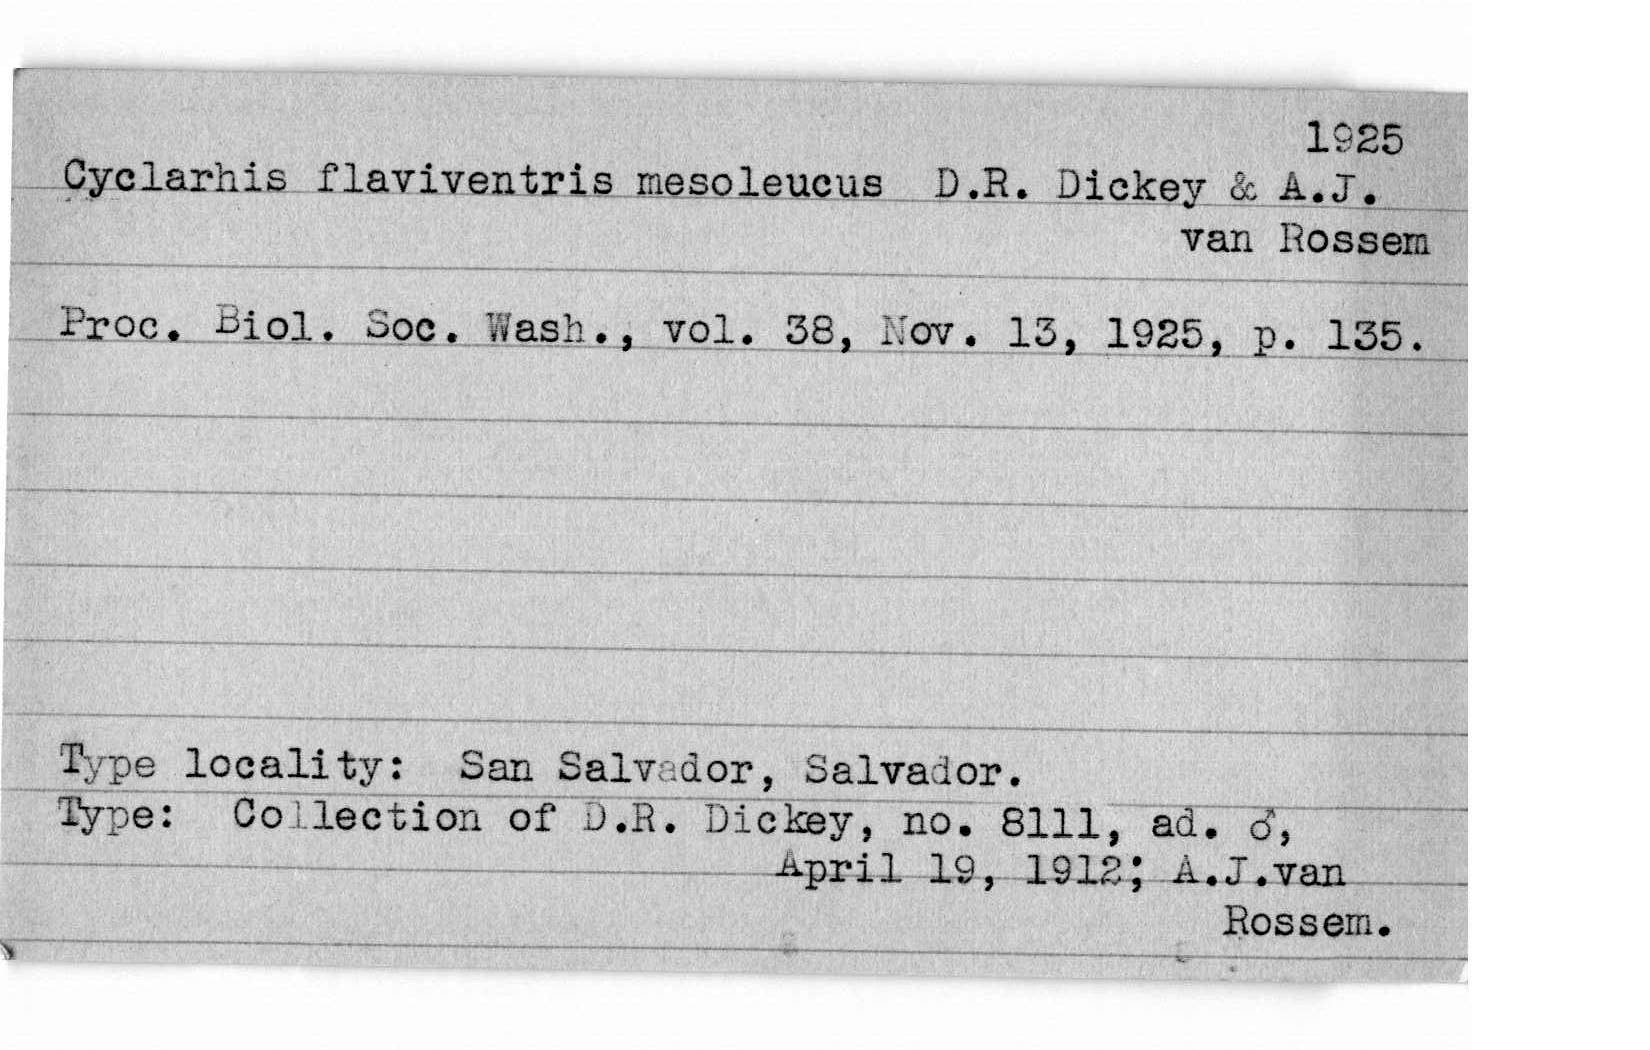 1925
Cyclarhis flaviventris mesoleucus D.R. Dickey & A.J.
van Rossem
Proc. Biol. Soc. Wash., vol. 38, Nov. 13, 1925, p. 135.
Type locality: San Salvador, Salvador.
Type: Collection of D.R. Dickey, no. 8111, ad. ♂,
April 19, 1912; A.J.van
Rossem.